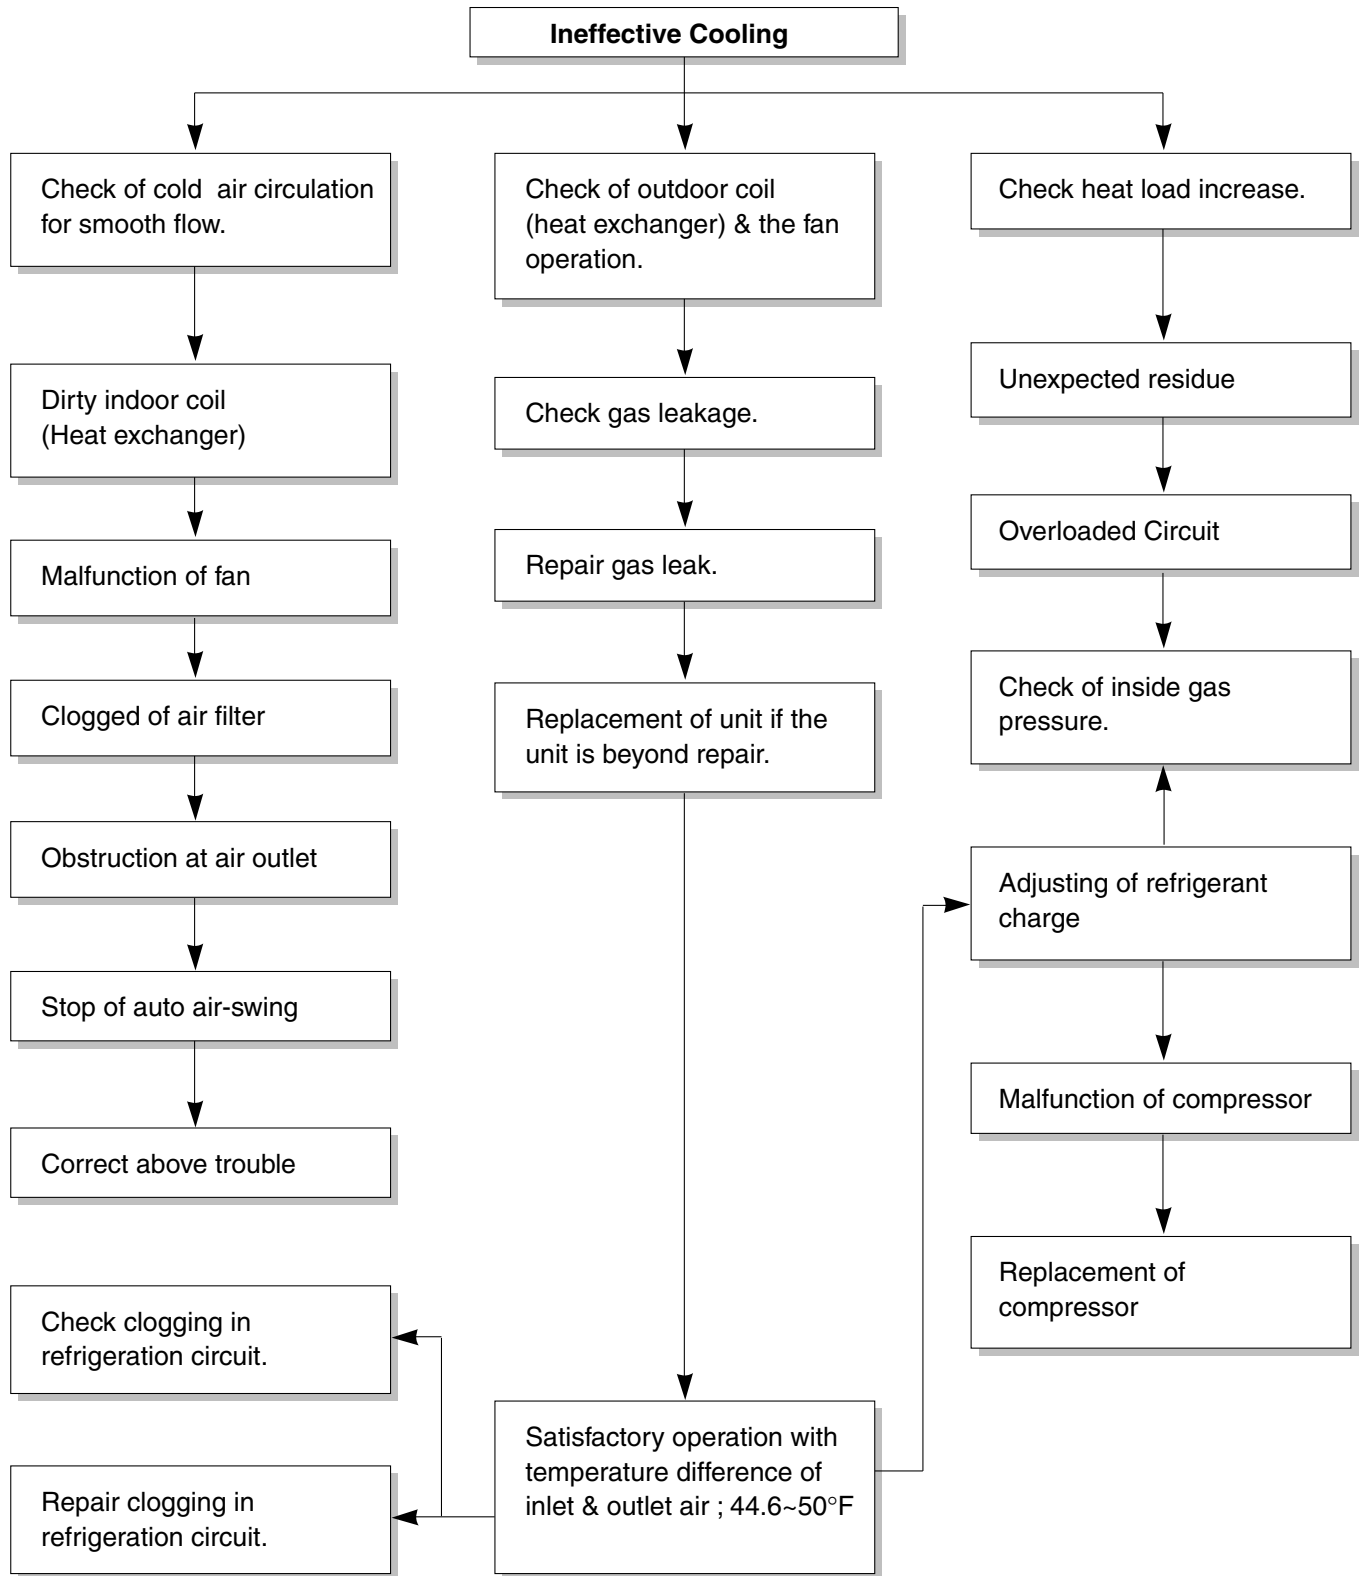 Ineffective Cooling
Check of cold air circulation
for smooth flow.
Dirty indoor coil
(Heat exchanger)
Malfunction of fan
Clogged of air filter
Obstruction at air outlet
Stop of auto air-swing
Correct above trouble
Check clogging in
refrigeration circuit.
Repair clogging in
refrigeration circuit.
Check of outdoor coil
(heat exchanger) & the fan
operation.
Check gas leakage.
Repair gas leak.
Replacement of unit if the
unit is beyond repair.
Satisfactory operation with
temperature difference of
inlet & outlet air ; 44.6~50°F
Check heat load increase.
Unexpected residue
Overloaded Circuit
Check of inside gas
pressure.
Adjusting of refrigerant
charge
Malfunction of compressor
Replacement of
compressor